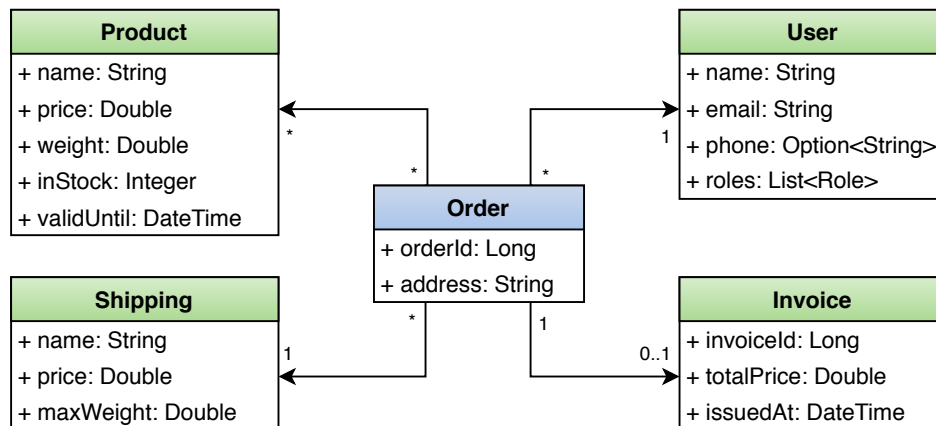 Product
+ name: String
+ price: Double
+ weight: Double
+ inStock: Integer
+ validUntil: DateTime
User
+ name: String
+ email: String
+ phone: Option<String>
+ roles: List<Role>
*
*
1
*
Order
+ orderId: Long
+ address: String
Shipping
+ name: String
+ price: Double
+ maxWeight: Double
*
1
1
0..1
Invoice
+ invoiceId: Long
+ totalPrice: Double
+ issuedAt: DateTime